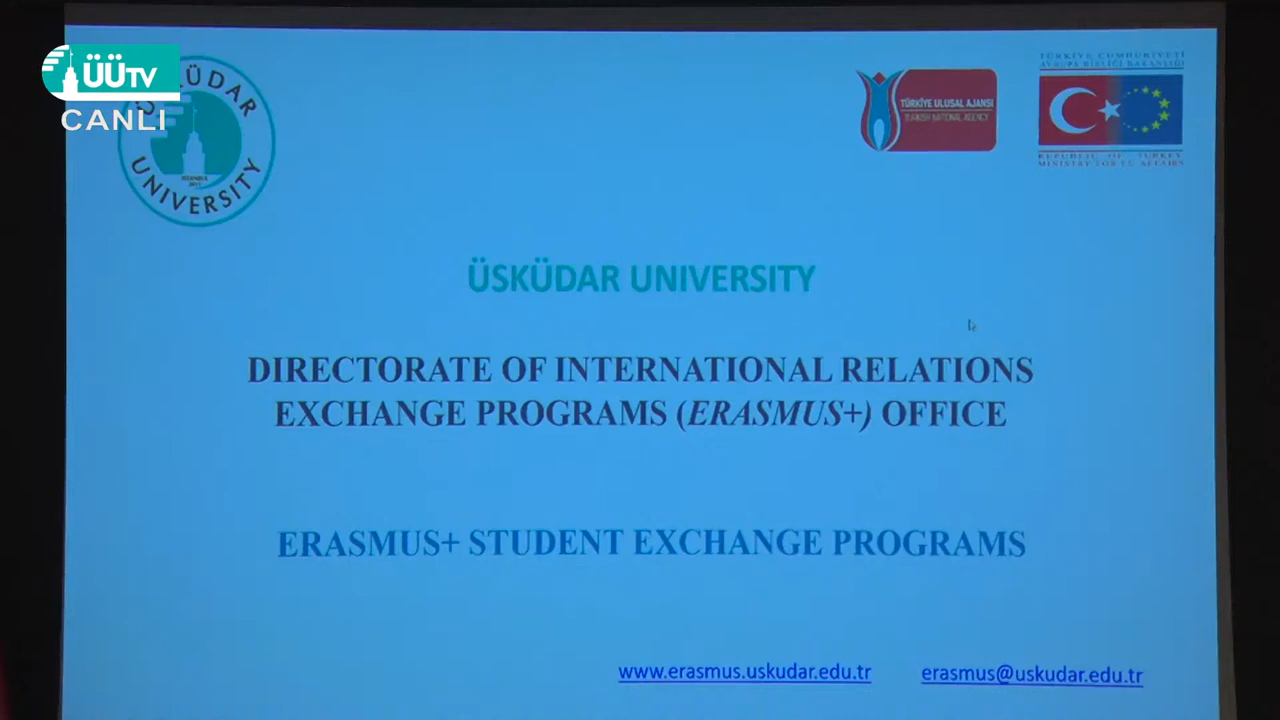 ÜÜTV
CANLI
ÜSKÜDAR
UNIVERSITY
ISTANBUL
2011
TÜRKİYE ULUSAL AJANSI
TURKISH NATIONAL AGENCY
TÜRKİYE CUMHURİYETİ
AVRUPA BİRLİĞİ BAKANLIĞI
REPUBLIC OF TURKEY
MINISTRY FOR EU AFFAIRS
ÜSKÜDAR UNIVERSITY
DIRECTORATE OF INTERNATIONAL RELATIONS
EXCHANGE PROGRAMS (ERASMUS+) OFFICE
ERASMUS+ STUDENT EXCHANGE PROGRAMS
www.erasmus.uskudar.edu.tr erasmus@uskudar.edu.tr